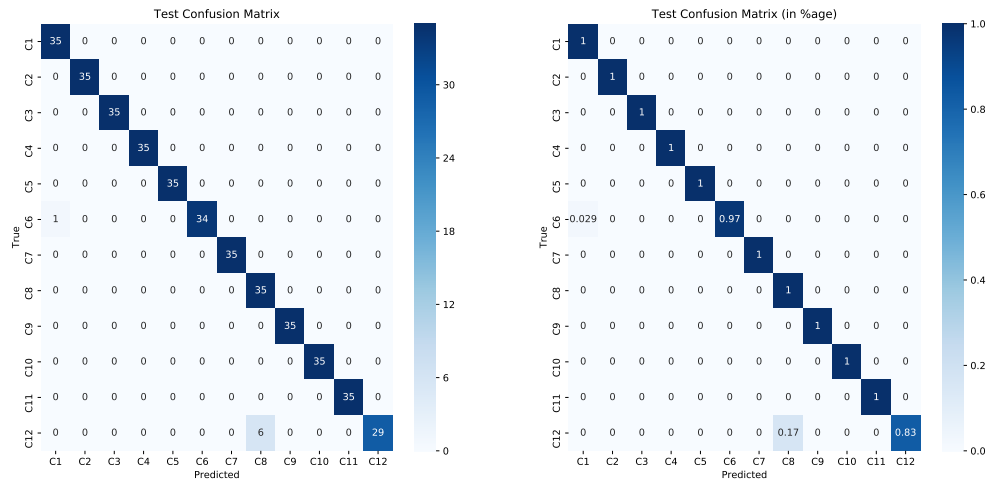 Test Confusion Matrix
C1 35 0 0 0 0 0 0 0 0 0 0 0
C2 0 35 0 0 0 0 0 0 0 0 0 0
C3 0 0 35 0 0 0 0 0 0 0 0 0
C4 0 0 0 35 0 0 0 0 0 0 0 0
C5 0 0 0 0 35 0 0 0 0 0 0 0
C6 1 0 0 0 0 34 0 0 0 0 0 0
C7 0 0 0 0 0 0 35 0 0 0 0 0
C8 0 0 0 0 0 0 0 35 0 0 0 0
C9 0 0 0 0 0 0 0 0 35 0 0 0
C10 0 0 0 0 0 0 0 0 0 35 0 0
C11 0 0 0 0 0 0 0 0 0 0 35 0
C12 0 0 0 0 0 0 0 6 0 0 0 29
C1 C2 C3 C4 C5 C6 C7 C8 C9 C10 C11 C12
Predicted
True
30
24
18
12
6
0
Test Confusion Matrix (in %age)
C1 1 0 0 0 0 0 0 0 0 0 0 0
C2 0 1 0 0 0 0 0 0 0 0 0 0
C3 0 0 1 0 0 0 0 0 0 0 0 0
C4 0 0 0 1 0 0 0 0 0 0 0 0
C5 0 0 0 0 1 0 0 0 0 0 0 0
C6 0.029 0 0 0 0 0.97 0 0 0 0 0 0
C7 0 0 0 0 0 0 1 0 0 0 0 0
C8 0 0 0 0 0 0 0 1 0 0 0 0
C9 0 0 0 0 0 0 0 0 1 0 0 0
C10 0 0 0 0 0 0 0 0 0 1 0 0
C11 0 0 0 0 0 0 0 0 0 0 1 0
C12 0 0 0 0 0 0 0 0.17 0 0 0 0.83
C1 C2 C3 C4 C5 C6 C7 C8 C9 C10 C11 C12
Predicted
True
1.0
0.8
0.6
0.4
0.2
0.0